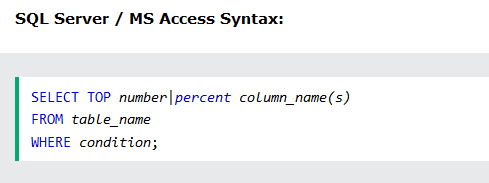 SQL Server / MS Access Syntax:
SELECT TOP number|percent column_name(s)
FROM table_name
WHERE condition;